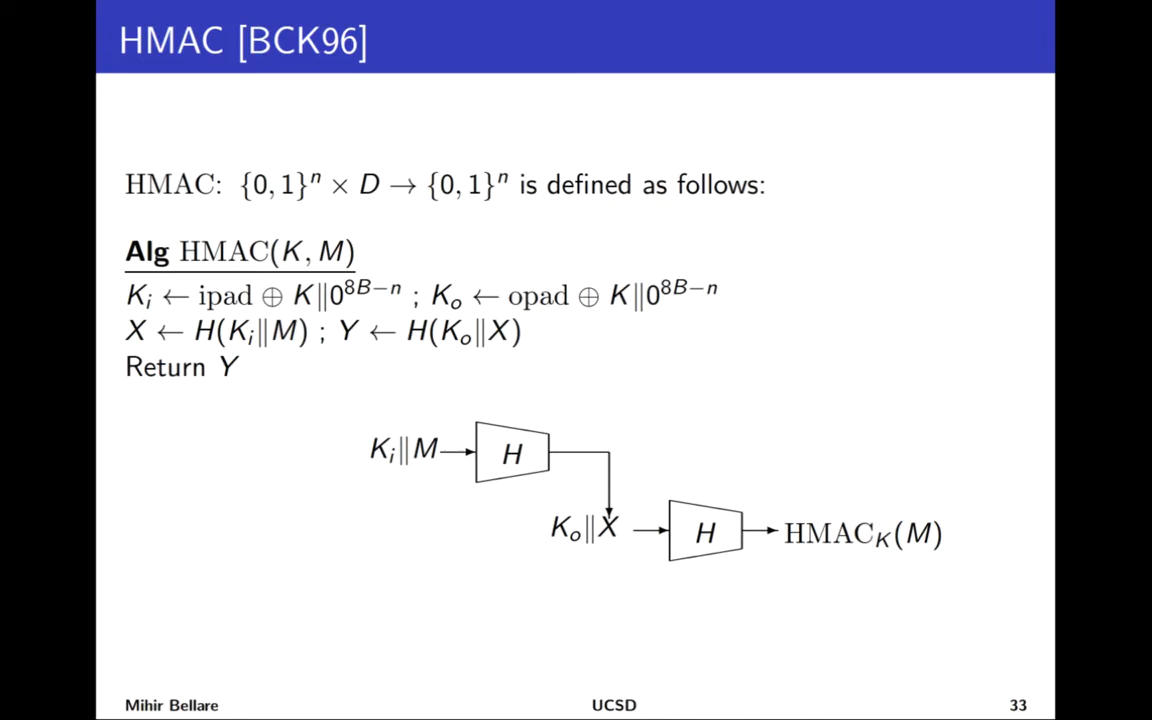 HMAC [BCK96]
HMAC: {0, 1}ⁿ × D → {0, 1}ⁿ is defined as follows:
Alg HMAC(K, M)
Kᵢ ← ipad ⊕ K‖0⁸ᴮ⁻ⁿ ; Kₒ ← opad ⊕ K‖0⁸ᴮ⁻ⁿ
X ← H(Kᵢ‖M) ; Y ← H(Kₒ‖X)
Return Y
Kᵢ‖M H
Kₒ‖X H HMAC_K(M)
Mihir Bellare UCSD 33